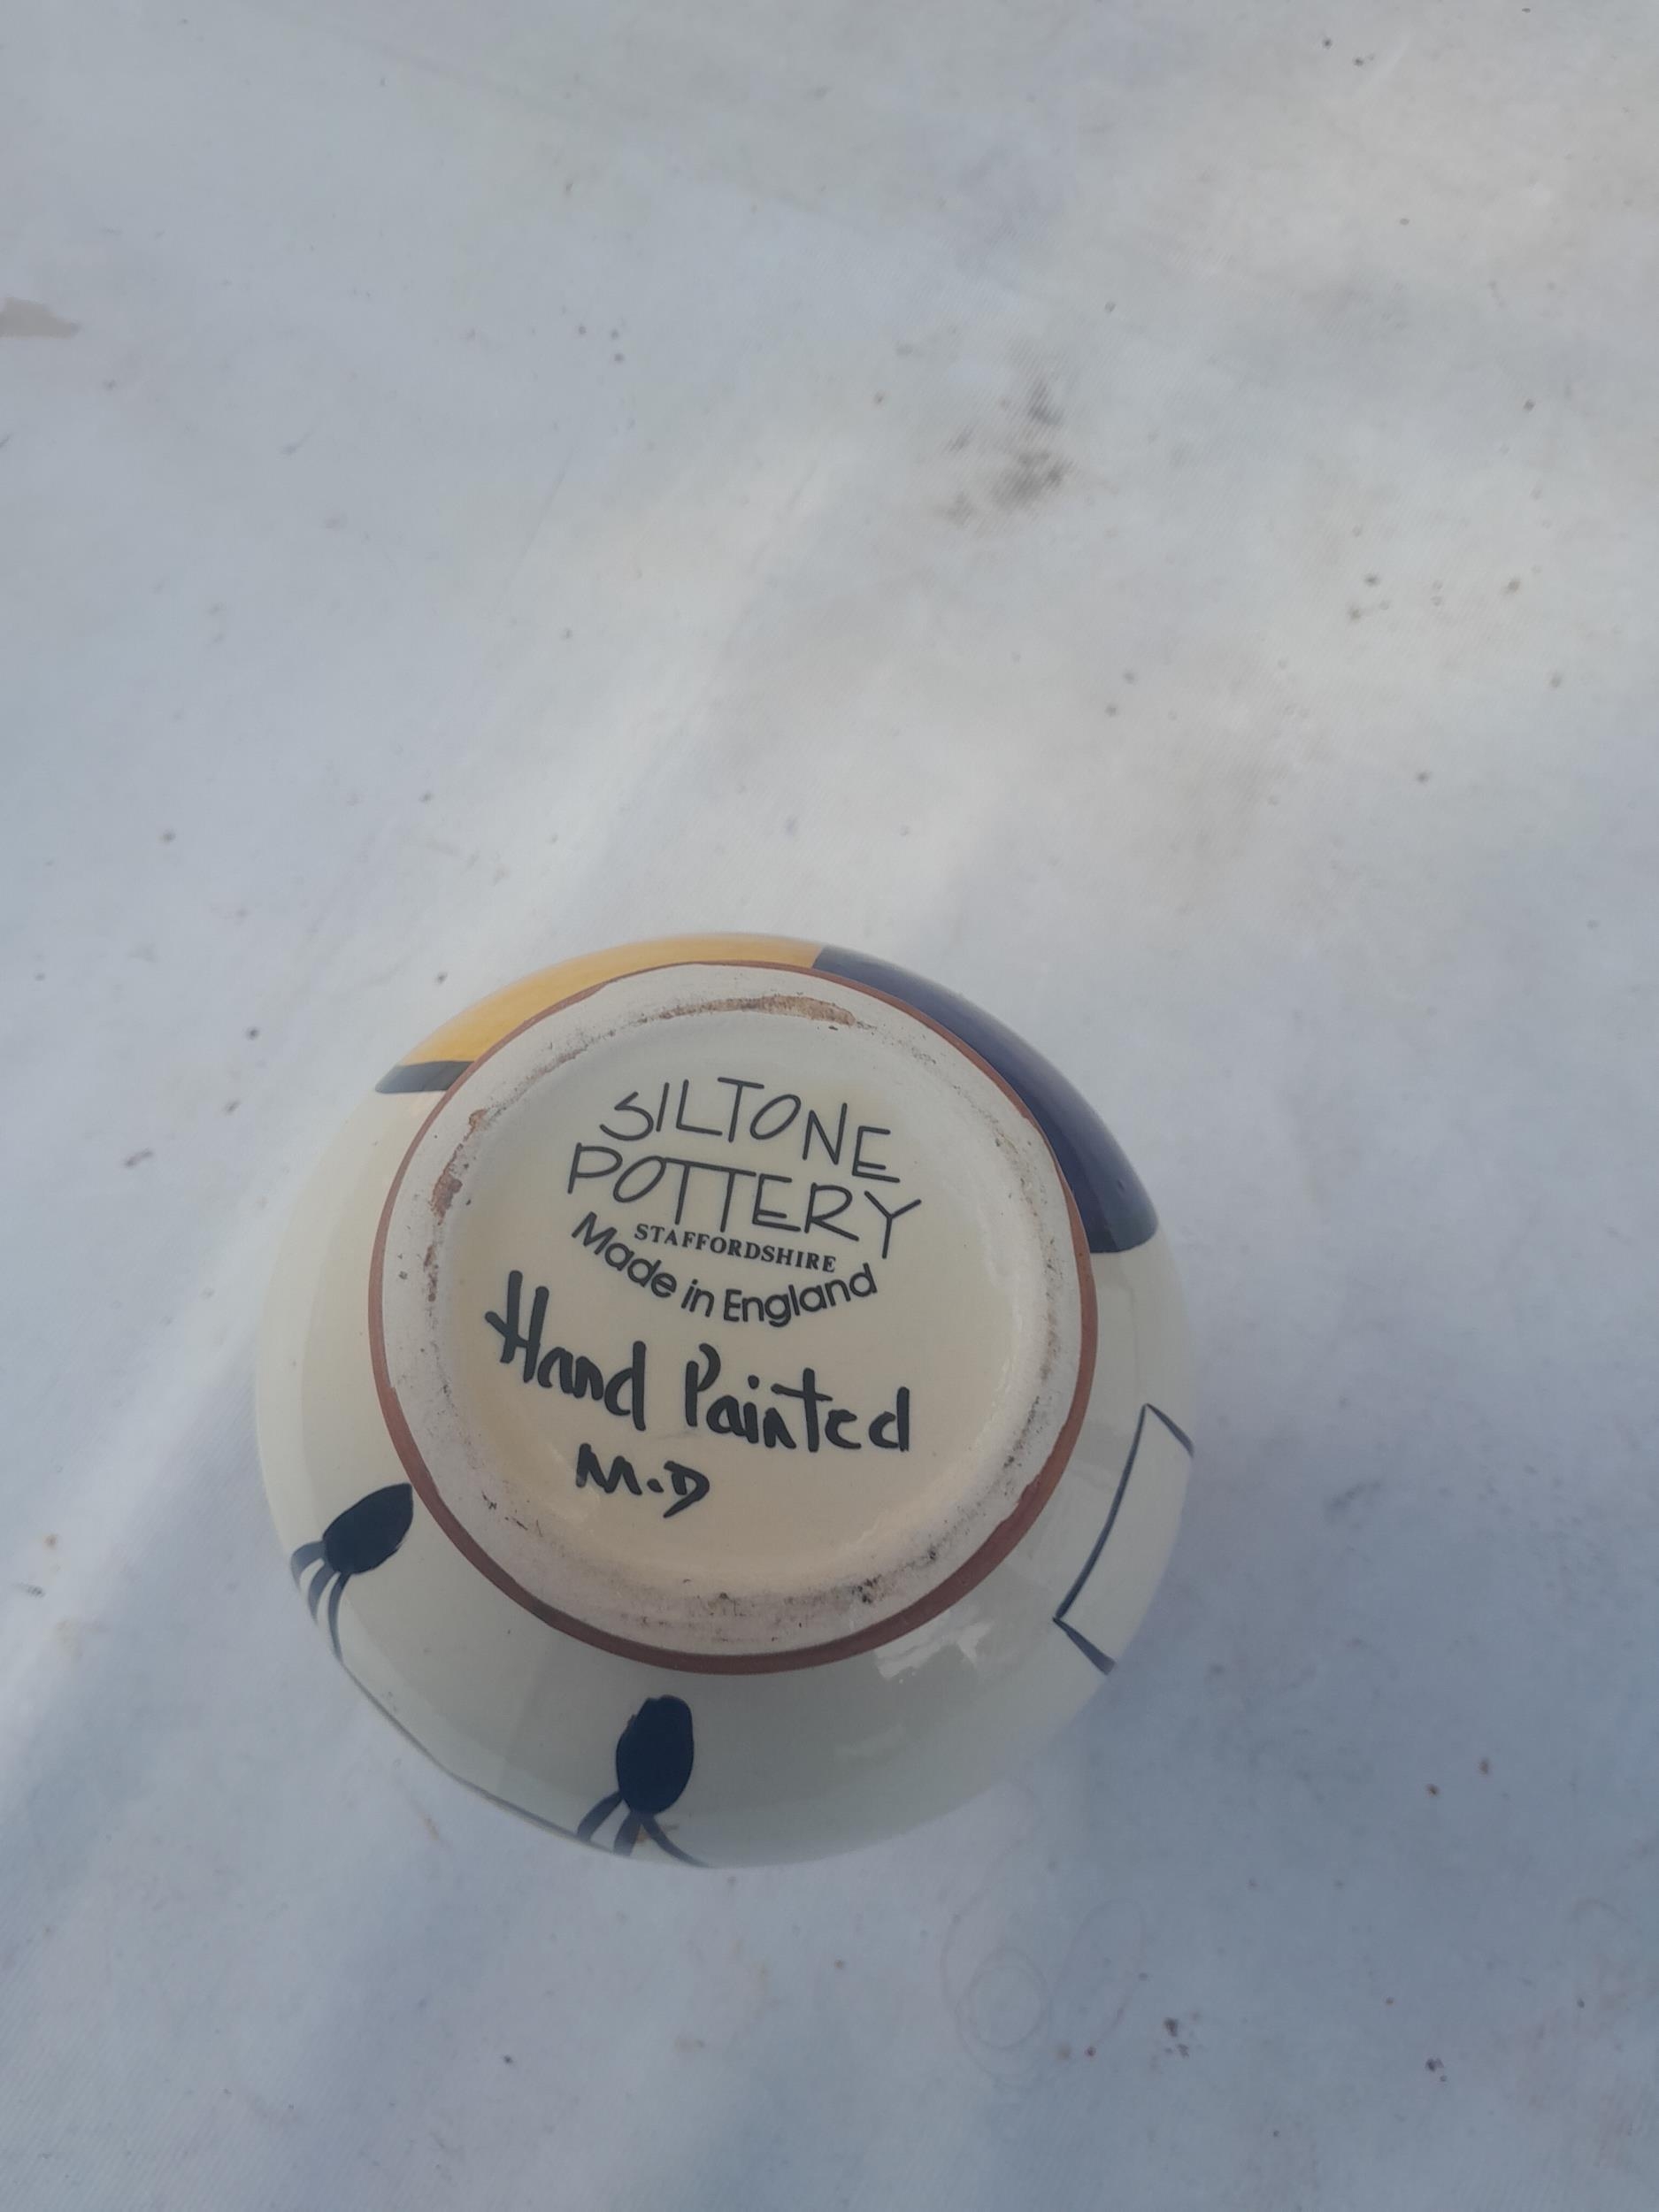 SILTONE
POTTERY
STAFFORDSHIRE
Made in England
Hand Painted
M.D